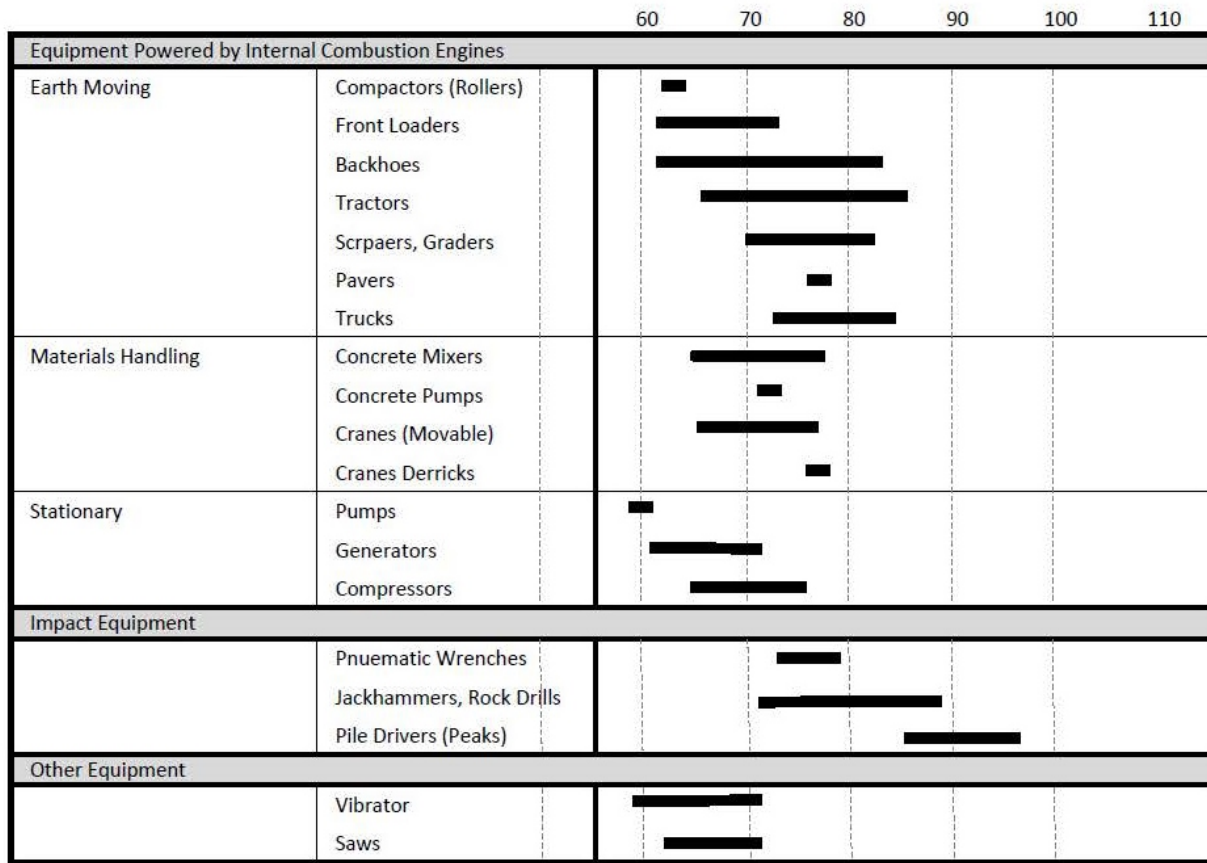 60 70 80 90 100 110
Equipment Powered by Internal Combustion Engines
Earth Moving Compactors (Rollers)
Front Loaders
Backhoes
Tractors
Scrpaers, Graders
Pavers
Trucks
Materials Handling Concrete Mixers
Concrete Pumps
Cranes (Movable)
Cranes Derricks
Stationary Pumps
Generators
Compressors
Impact Equipment
Pnuematic Wrenches
Jackhammers, Rock Drills
Pile Drivers (Peaks)
Other Equipment
Vibrator
Saws